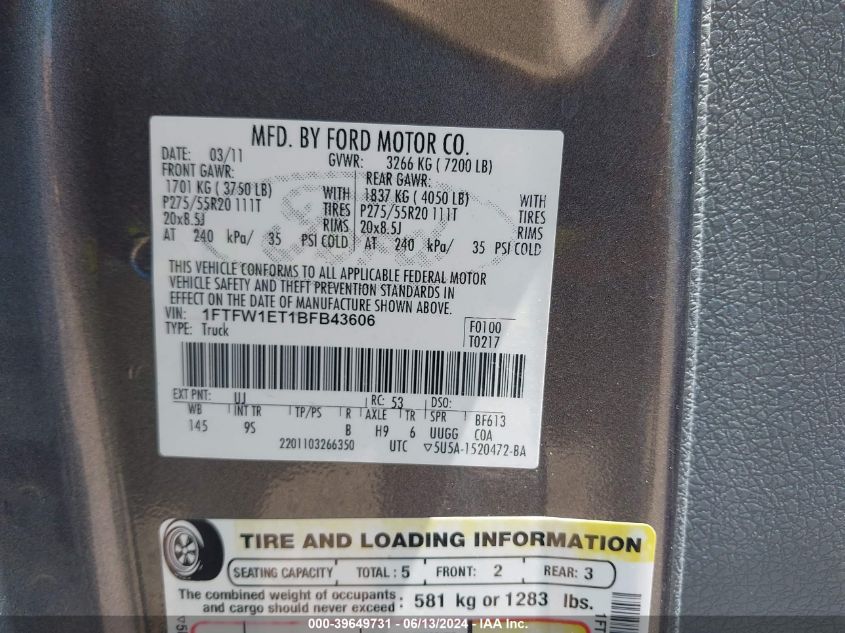 MFD. BY FORD MOTOR CO.
DATE: 03/11 GVWR: 3266 KG ( 7200 LB)
FRONT GAWR: REAR GAWR:
1701 KG ( 3750 LB) WITH 1837 KG ( 4050 LB) WITH
P275/55R20 111T TIRES P275/55R20 111T TIRES
20x8.5J RIMS 20x8.5J RIMS
AT 240 kPa/ 35 PSI COLD AT 240 kPa/ 35 PSI COLD
THIS VEHICLE CONFORMS TO ALL APPLICABLE FEDERAL MOTOR
VEHICLE SAFETY AND THEFT PREVENTION STANDARDS IN
EFFECT ON THE DATE OF MANUFACTURE SHOWN ABOVE.
VIN: 1FTFW1ET1BFB43606 F0100
TYPE: Truck T0217
EXT PNT: UJ RC: 53 DSO:
WB INT TR TP/PS R AXLE TR SPR BF613
145 9S B H9 6 UUGG COA
2201103266350 UTC ▽5U5A-1520472-BA
TIRE AND LOADING INFORMATION
SEATING CAPACITY TOTAL : 5 FRONT: 2 REAR: 3
The combined weight of occupants
and cargo should never exceed : 581 kg or 1283 lbs.
1FT
000-39649731 - 06/13/2024 - IAA Inc.